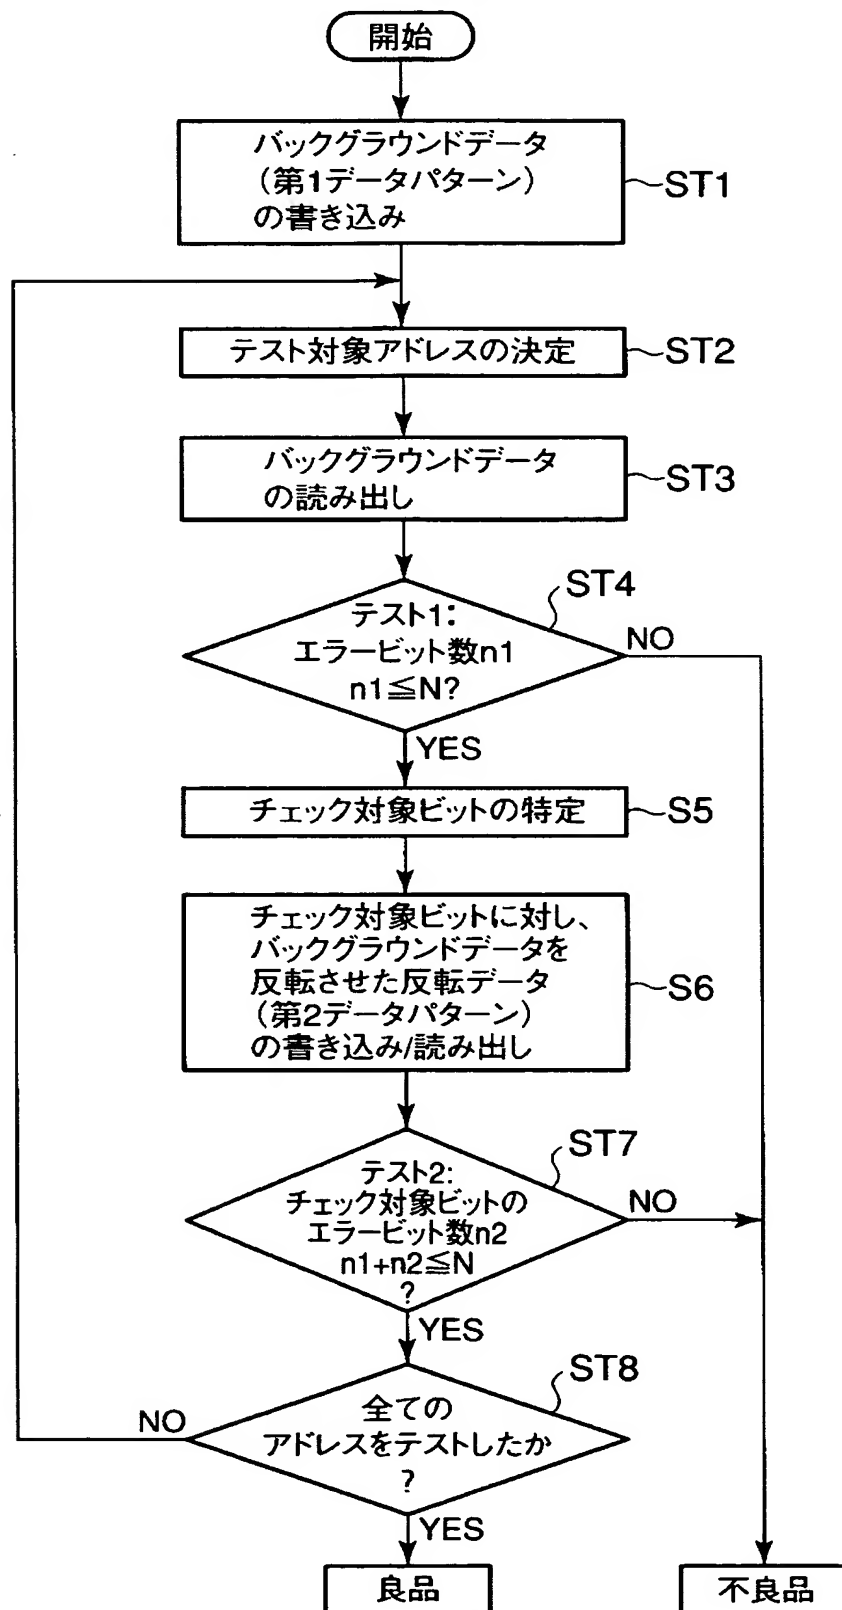 開始
バックグラウンドデータ
(第1データパターン)
の書き込み
ST1
テスト対象アドレスの決定
ST2
バックグラウンドデータ
の読み出し
ST3
ST4
テスト1:
エラービット数n1
n1≦N?
NO
YES
チェック対象ビットの特定
S5
チェック対象ビットに対し、
バックグラウンドデータを
反転させた反転データ
(第2データパターン)
の書き込み/読み出し
S6
ST7
テスト2:
チェック対象ビットの
エラービット数n2
n1+n2≦N
?
NO
YES
ST8
全ての
アドレスをテストしたか
?
NO
YES
良品
不良品